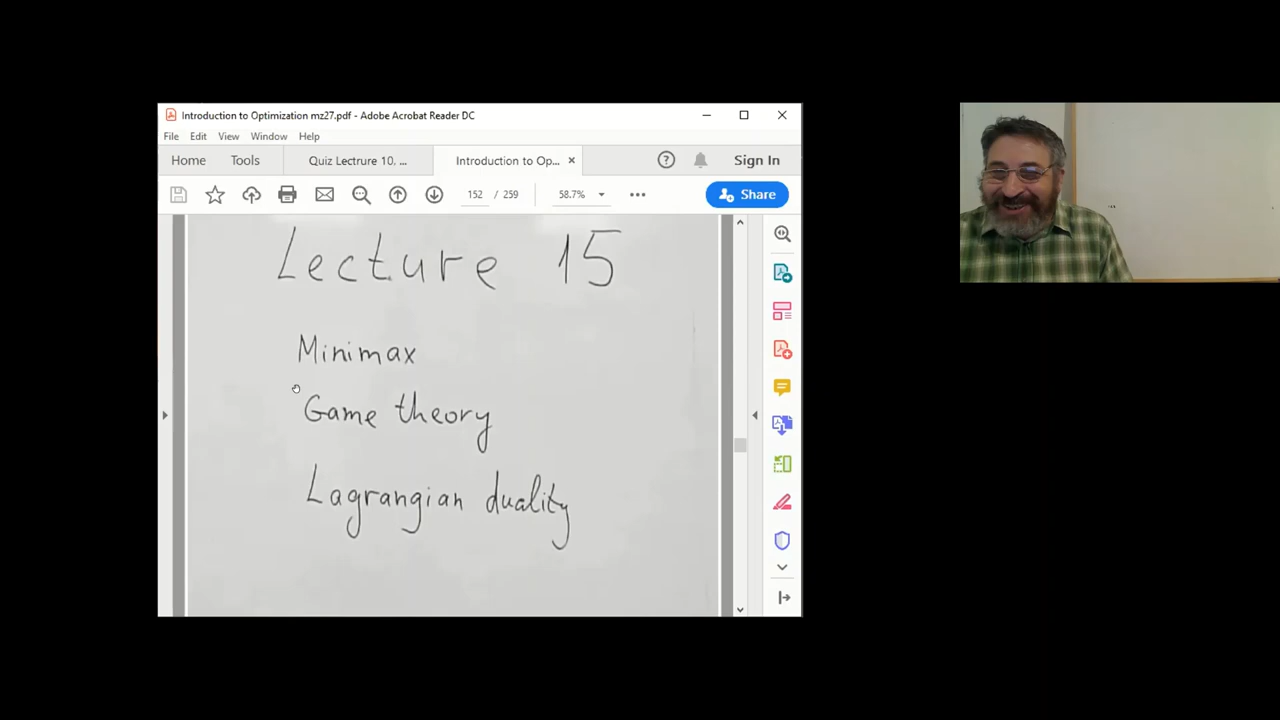 Introduction to Optimization mz27.pdf - Adobe Acrobat Reader DC
File Edit View Window Help
Home Tools Quiz Lecrture 10, ... Introduction to Op... Sign In
152 / 259 58.7% Share
Lecture 15
Minimax
Game theory
Lagrangian duality